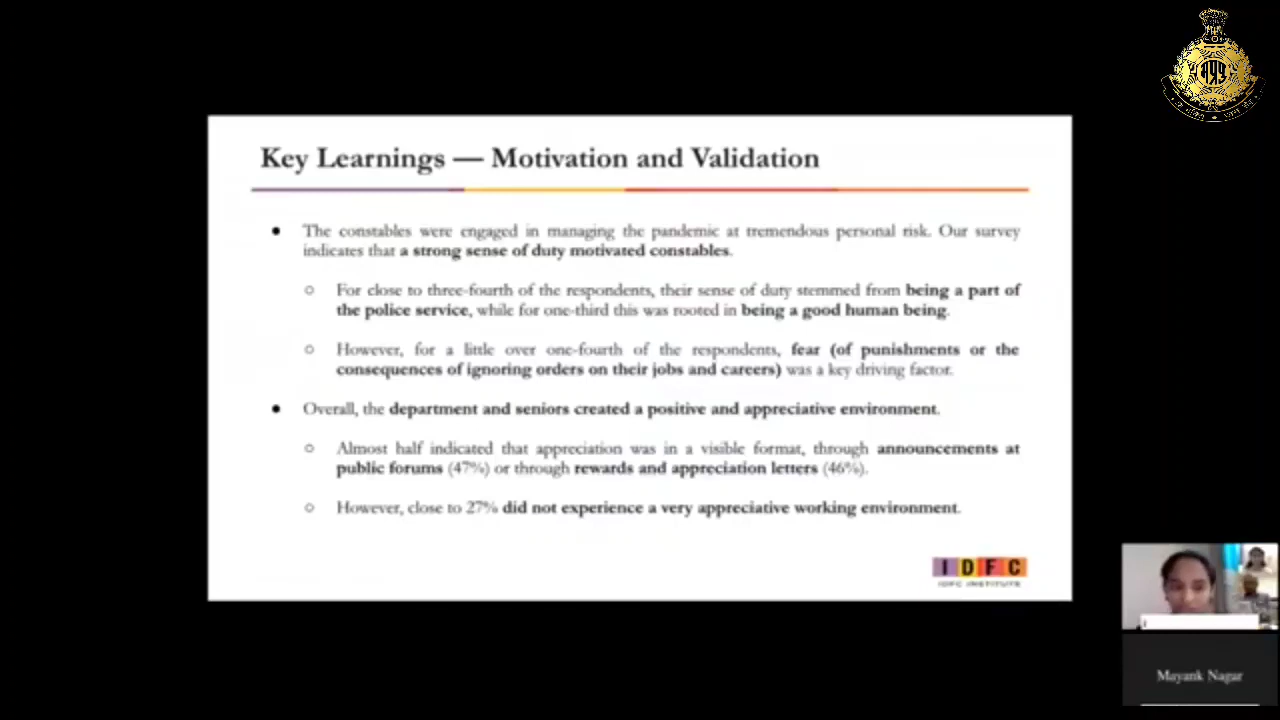 Key Learnings — Motivation and Validation
● The constables were engaged in managing the pandemic at tremendous personal risk. Our survey
indicates that a strong sense of duty motivated constables.
○ For close to three-fourth of the respondents, their sense of duty stemmed from being a part of
the police service, while for one-third this was rooted in being a good human being.
○ However, for a little over one-fourth of the respondents, fear (of punishments or the
consequences of ignoring orders on their jobs and careers) was a key driving factor.
● Overall, the department and seniors created a positive and appreciative environment.
○ Almost half indicated that appreciation was in a visible format, through announcements at
public forums (47%) or through rewards and appreciation letters (46%).
○ However, close to 27% did not experience a very appreciative working environment.
IDFC
IDFC INSTITUTE
Mayank Nagar